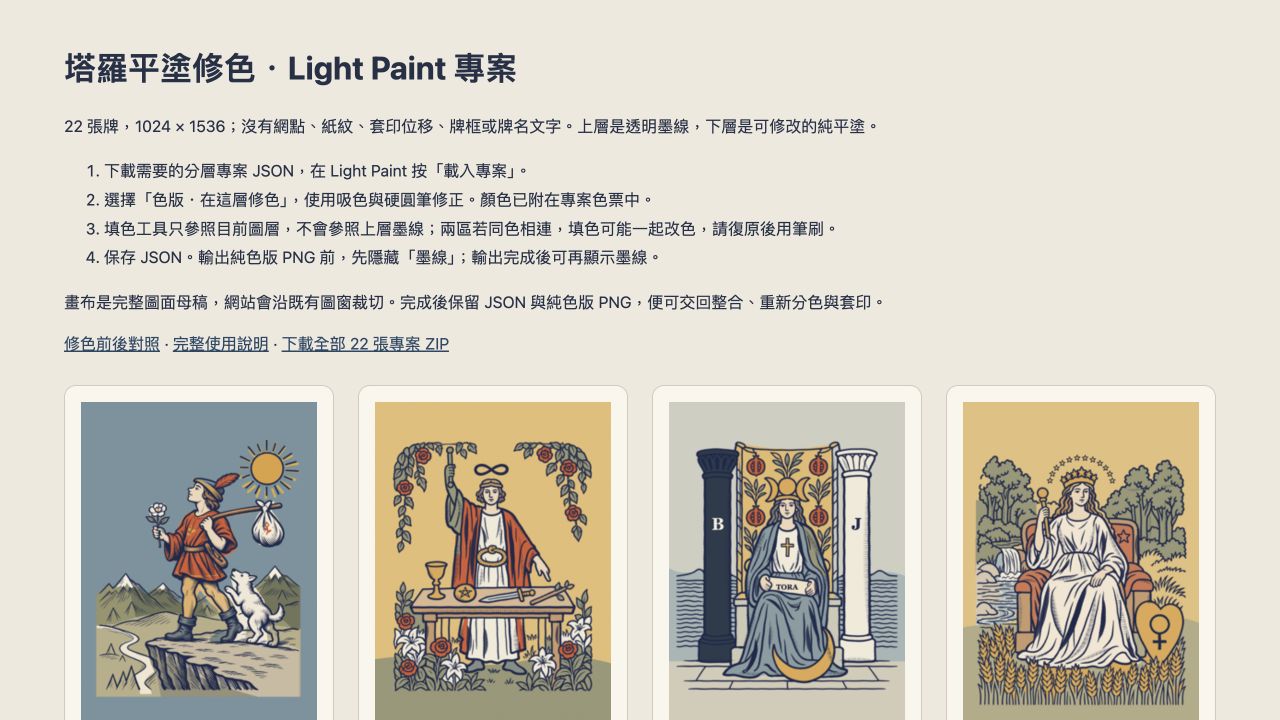 塔羅平塗修色 · Light Paint 專案
22 張牌，1024 × 1536；沒有網點、紙紋、套印位移、牌框或牌名文字。上層是透明墨線，下層是可修改的純平塗。
1. 下載需要的分層專案 JSON，在 Light Paint 按「載入專案」。
2. 選擇「色版 · 在這層修色」，使用吸色與硬圓筆修正。顏色已附在專案色票中。
3. 填色工具只參照目前圖層，不會參照上層墨線；兩區若同色相連，填色可能一起改色，請復原後用筆刷。
4. 保存 JSON。輸出純色版 PNG 前，先隱藏「墨線」；輸出完成後可再顯示墨線。
畫布是完整圖面母稿，網站會沿既有圖窗裁切。完成後保留 JSON 與純色版 PNG，便可交回整合、重新分色與套印。
修色前後對照 · 完整使用說明 · 下載全部 22 張專案 ZIP
B J
TORA